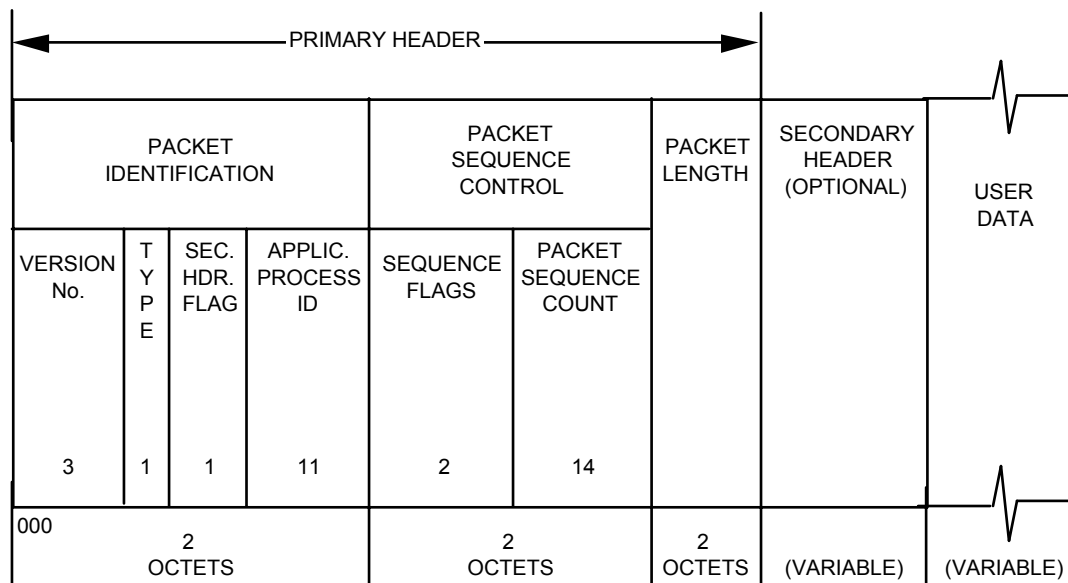 PRIMARY HEADER
PACKET
IDENTIFICATION
PACKET
SEQUENCE
CONTROL
PACKET
LENGTH
SECONDARY
HEADER
(OPTIONAL)
USER
DATA
VERSION
No.
T
Y
P
E
SEC.
HDR.
FLAG
APPLIC.
PROCESS
ID
SEQUENCE
FLAGS
PACKET
SEQUENCE
COUNT
3
1
1
11
2
14
000
2
OCTETS
2
OCTETS
2
OCTETS
(VARIABLE)
(VARIABLE)